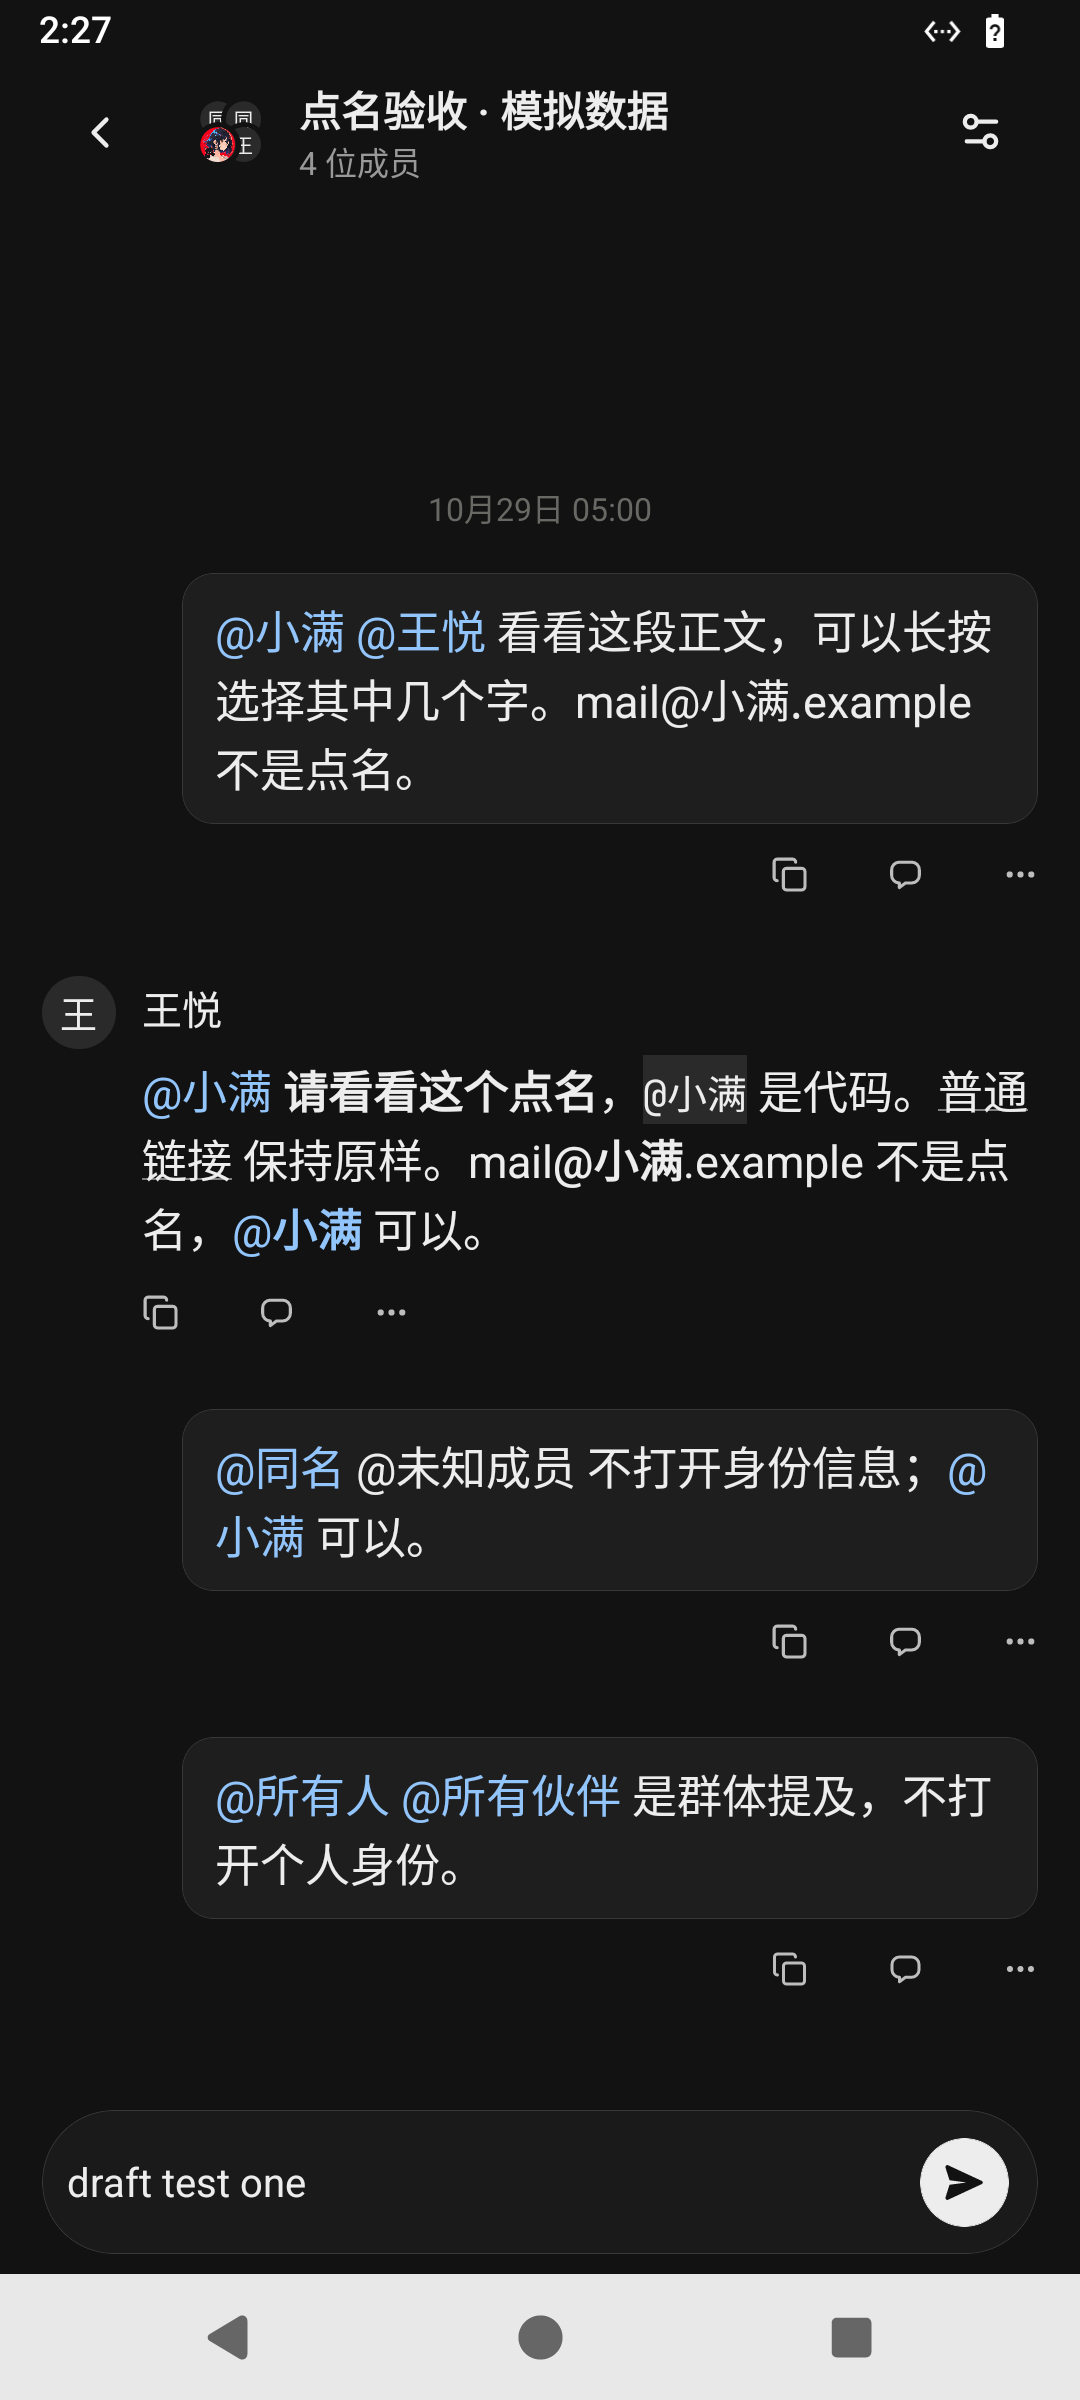 2:27
点名验收 · 模拟数据
4 位成员
10月29日 05:00
@小满 @王悦 看看这段正文，可以长按
选择其中几个字。mail@小满.example
不是点名。
王 王悦
@小满 请看看这个点名，@小满 是代码。普通
链接 保持原样。mail@小满.example 不是点
名，@小满 可以。
@同名 @未知成员 不打开身份信息；@
小满 可以。
@所有人 @所有伙伴 是群体提及，不打
开个人身份。
draft test one